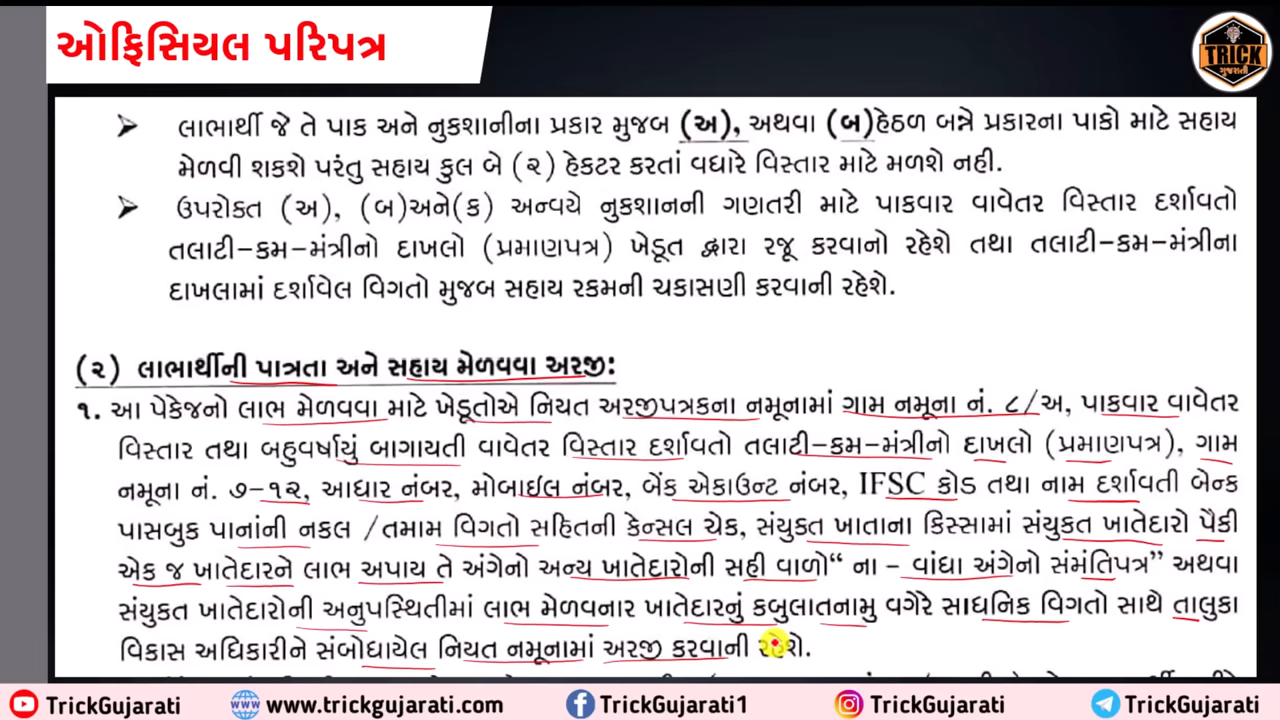 ઓફિસિયલ પરિપત્ર
TRICK
ગુજરાતી
➢ લાભાર્થી જે તે પાક અને નુકશાનીના પ્રકાર મુજબ (અ), અથવા (બ)હેઠળ બન્ને પ્રકારના પાકો માટે સહાય
મેળવી શકશે પરંતુ સહાય કુલ બે (૨) હેકટર કરતાં વધારે વિસ્તાર માટે મળશે નહી.
➢ ઉપરોક્ત (અ), (બ)અને(ક) અન્વયે નુકશાનની ગણતરી માટે પાકવાર વાવેતર વિસ્તાર દર્શાવતો
તલાટી-કમ-મંત્રીનો દાખલો (પ્રમાણપત્ર) ખેડૂત દ્વારા રજૂ કરવાનો રહેશે તથા તલાટી-કમ-મંત્રીના
દાખલામાં દર્શાવેલ વિગતો મુજબ સહાય રકમની ચકાસણી કરવાની રહેશે.
(૨) લાભાર્થીની પાત્રતા અને સહાય મેળવવા અરજી:
૧. આ પેકેજનો લાભ મેળવવા માટે ખેડૂતોએ નિયત અરજીપત્રકના નમૂનામાં ગામ નમૂના નં. ૮/અ, પાકવાર વાવેતર
વિસ્તાર તથા બહુવર્ષાયું બાગાયતી વાવેતર વિસ્તાર દર્શાવતો તલાટી-કમ-મંત્રીનો દાખલો (પ્રમાણપત્ર), ગામ
નમૂના નં. ૭-૧૨, આધાર નંબર, મોબાઇલ નંબર, બેંક એકાઉન્ટ નંબર, IFSC કોડ તથા નામ દર્શાવતી બેન્ક
પાસબુક પાનાંની નકલ /તમામ વિગતો સહિતની કેન્સલ ચેક, સંયુકત ખાતાના કિસ્સામાં સંયુકત ખાતેદારો પૈકી
એક જ ખાતેદારને લાભ અપાય તે અંગેનો અન્ય ખાતેદારોની સહી વાળો“ ના - વાંધા અંગેનો સંમંતિપત્ર” અથવા
સંયુકત ખાતેદારોની અનુપસ્થિતીમાં લાભ મેળવનાર ખાતેદારનું કબુલાતનામુ વગેરે સાધનિક વિગતો સાથે તાલુકા
વિકાસ અધિકારીને સંબોધાયેલ નિયત નમૂનામાં અરજી કરવાની રહેશે.
TrickGujarati
www.trickgujarati.com
TrickGujarati1
TrickGujarati
TrickGujarati